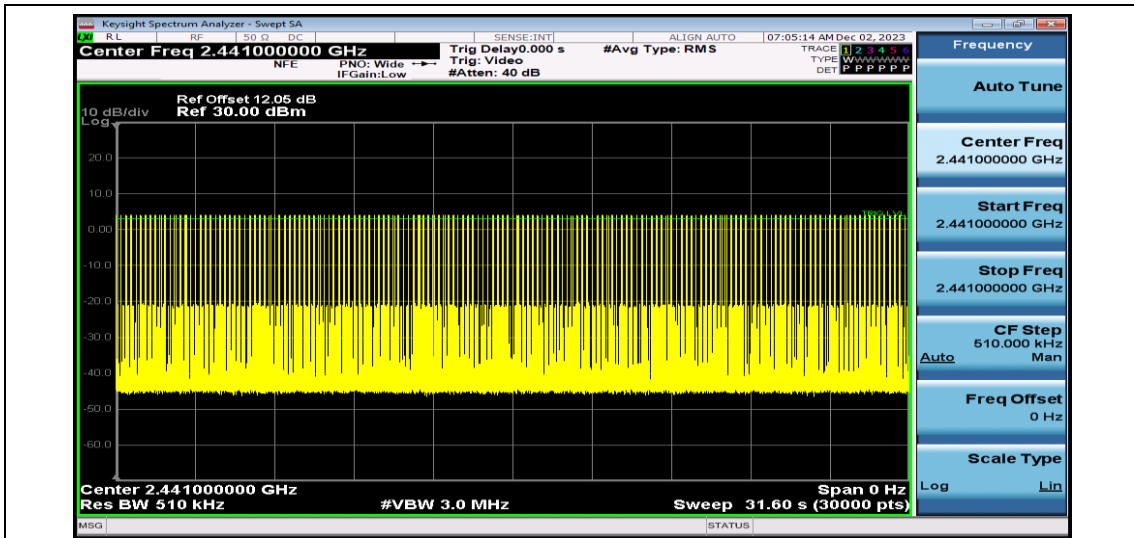 Keysight Spectrum Analyzer - Swept SA
LXI RL RF 50 Ω DC SENSE:INT ALIGN AUTO 07:05:14 AM Dec 02, 2023
Center Freq 2.441000000 GHz Trig Delay0.000 s #Avg Type: RMS TRACE 1 2 3 4 5 6
NFE PNO: Wide Trig: Video TYPE WWWWWW
IFGain:Low #Atten: 40 dB DET P P P P P P
Ref Offset 12.05 dB
10 dB/div Ref 30.00 dBm
Log
20.0
10.0
TRIG LVL
0.00
-10.0
-20.0
-30.0
-40.0
-50.0
-60.0
Center 2.441000000 GHz Span 0 Hz
Res BW 510 kHz #VBW 3.0 MHz Sweep 31.60 s (30000 pts)
MSG STATUS
Frequency
Auto Tune
Center Freq
2.441000000 GHz
Start Freq
2.441000000 GHz
Stop Freq
2.441000000 GHz
CF Step
510.000 kHz
Auto Man
Freq Offset
0 Hz
Scale Type
Log Lin